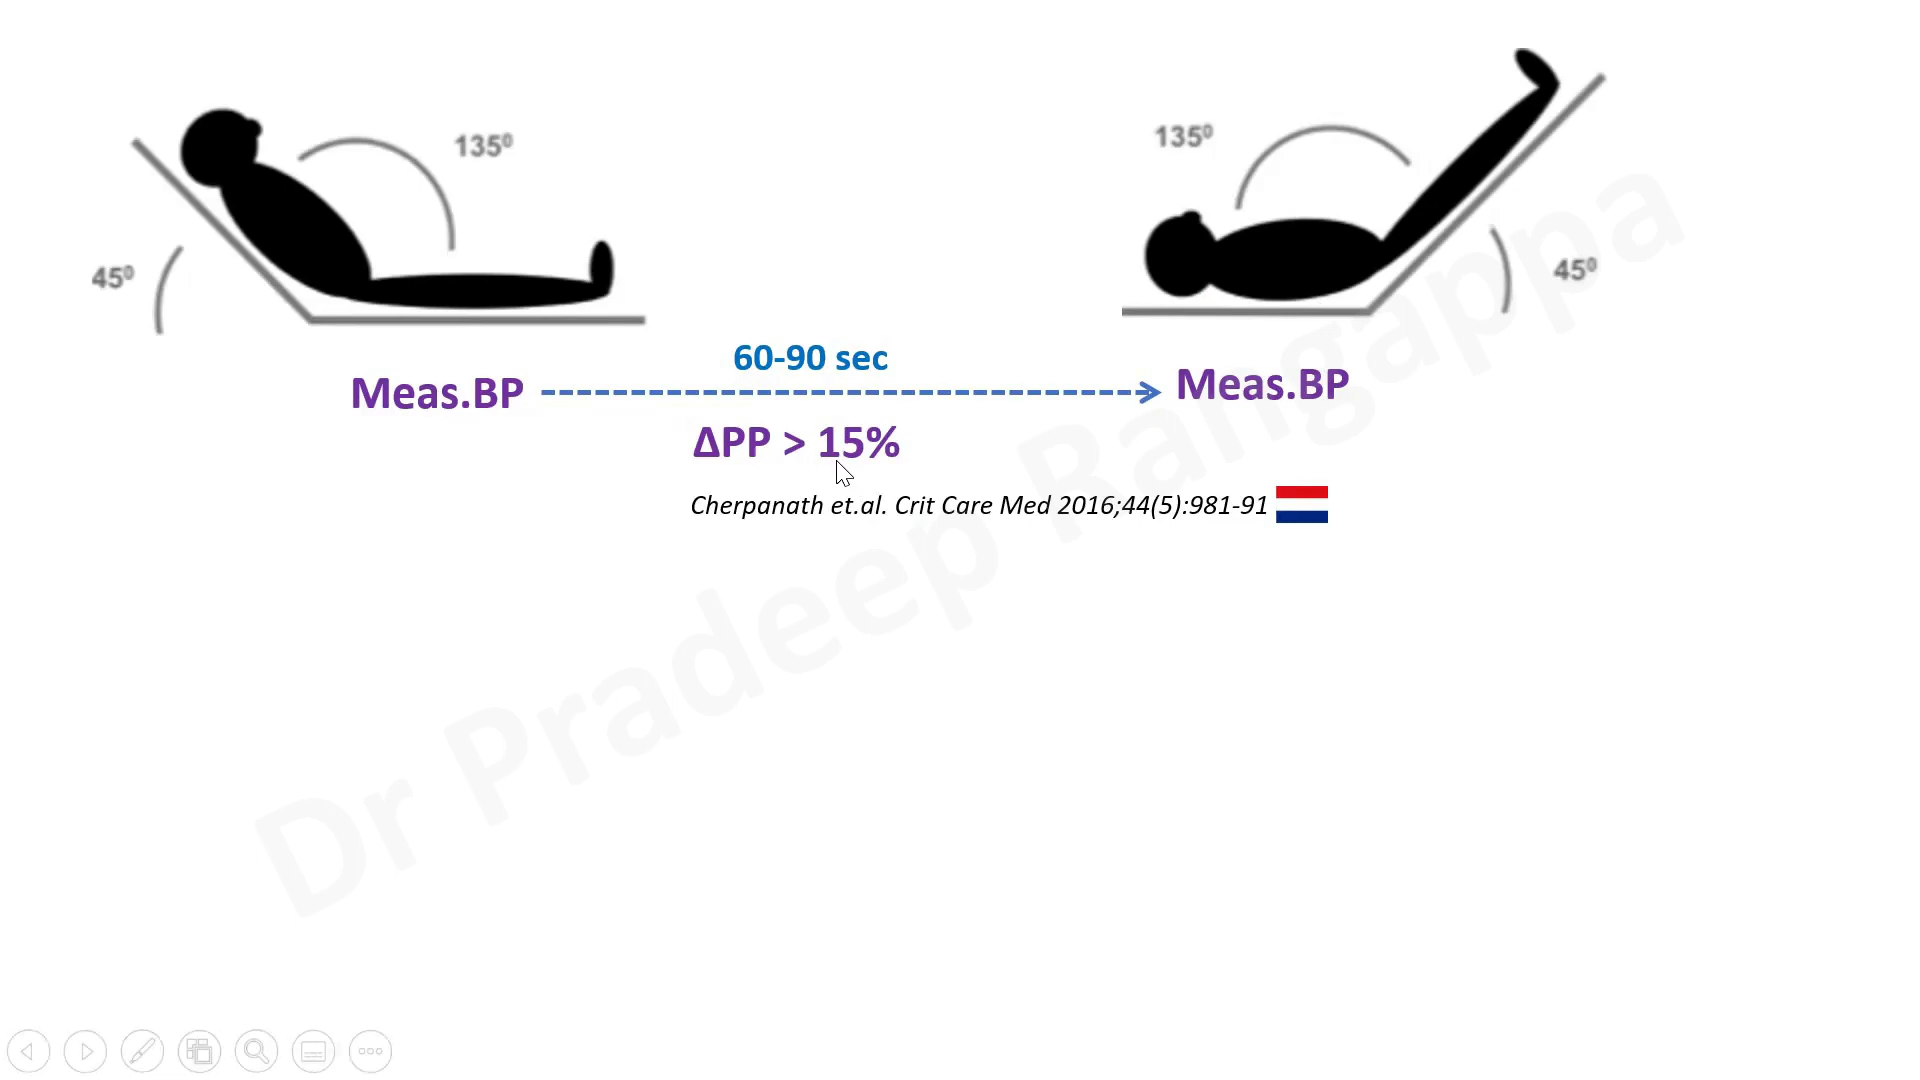 135⁰
45⁰
135⁰
45⁰
60-90 sec
Meas.BP
Meas.BP
ΔPP > 15%
Cherpanath et.al. Crit Care Med 2016;44(5):981-91
Dr Pradeep Rangappa